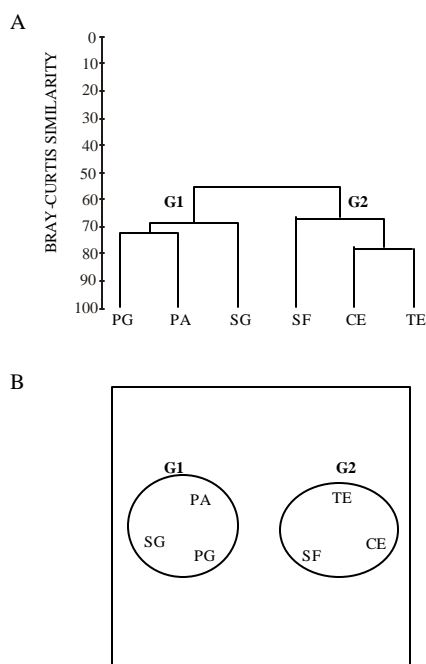 A
BRAY-CURTIS SIMILARITY
0
10
20
30
40
50
60
70
80
90
100
G1
G2
PG PA SG SF CE TE
B
G1
G2
PA
SG
PG
TE
CE
SF